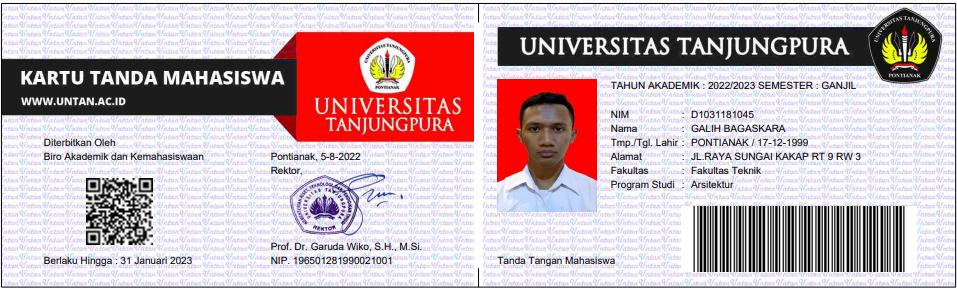 KARTU TANDA MAHASISWA
WWW.UNTAN.AC.ID
PONTIANAK
UNIVERSITAS
TANJUNGPURA
Diterbitkan Oleh
Biro Akademik dan Kemahasiswaan
Berlaku Hingga : 31 Januari 2023
Pontianak, 5-8-2022
Rektor,
UNIVERSITAS TANJUNGPURA
REKTOR
Prof. Dr. Garuda Wiko, S.H., M.Si.
NIP. 196501281990021001
UNIVERSITAS TANJUNGPURA
PONTIANAK
TAHUN AKADEMIK : 2022/2023 SEMESTER : GANJIL
NIM : D1031181045
Nama : GALIH BAGASKARA
Tmp./Tgl. Lahir : PONTIANAK / 17-12-1999
Alamat : JL.RAYA SUNGAI KAKAP RT 9 RW 3
Fakultas : Fakultas Teknik
Program Studi : Arsitektur
Tanda Tangan Mahasiswa